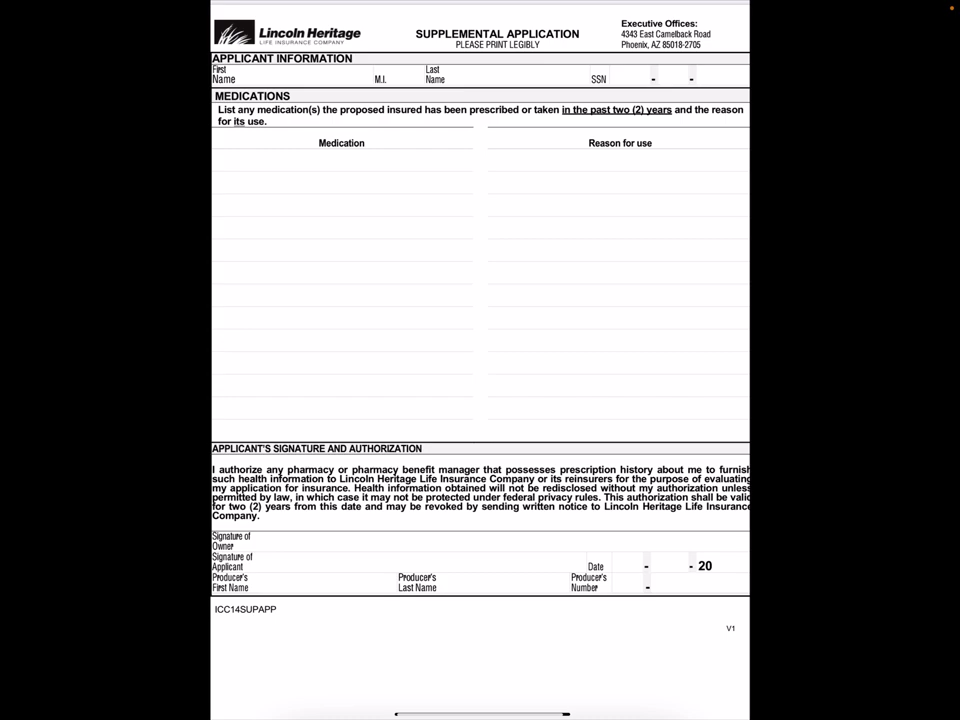 Lincoln Heritage
LIFE INSURANCE COMPANY
SUPPLEMENTAL APPLICATION
PLEASE PRINT LEGIBLY
Executive Offices:
4343 East Camelback Road
Phoenix, AZ 85018-2705
APPLICANT INFORMATION
First Name M.I. Last Name SSN - -
MEDICATIONS
List any medication(s) the proposed insured has been prescribed or taken in the past two (2) years and the reason
for its use.
Medication Reason for use
APPLICANT'S SIGNATURE AND AUTHORIZATION
I authorize any pharmacy or pharmacy benefit manager that possesses prescription history about me to furnish
such health information to Lincoln Heritage Life Insurance Company or its reinsurers for the purpose of evaluating
my application for insurance. Health information obtained will not be redisclosed without my authorization unless
permitted by law, in which case it may not be protected under federal privacy rules. This authorization shall be valid
for two (2) years from this date and may be revoked by sending written notice to Lincoln Heritage Life Insurance
Company.
Signature of
Owner
Signature of
Applicant Date - - 20
Producer's Producer's Producer's
First Name Last Name Number -
ICC14SUPAPP
V1